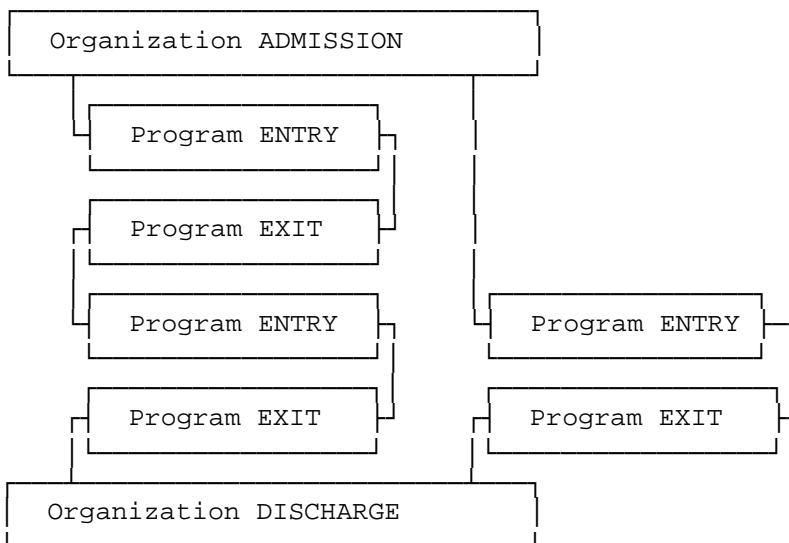 Organization ADMISSION
Program ENTRY
Program EXIT
Program ENTRY Program ENTRY
Program EXIT Program EXIT
Organization DISCHARGE